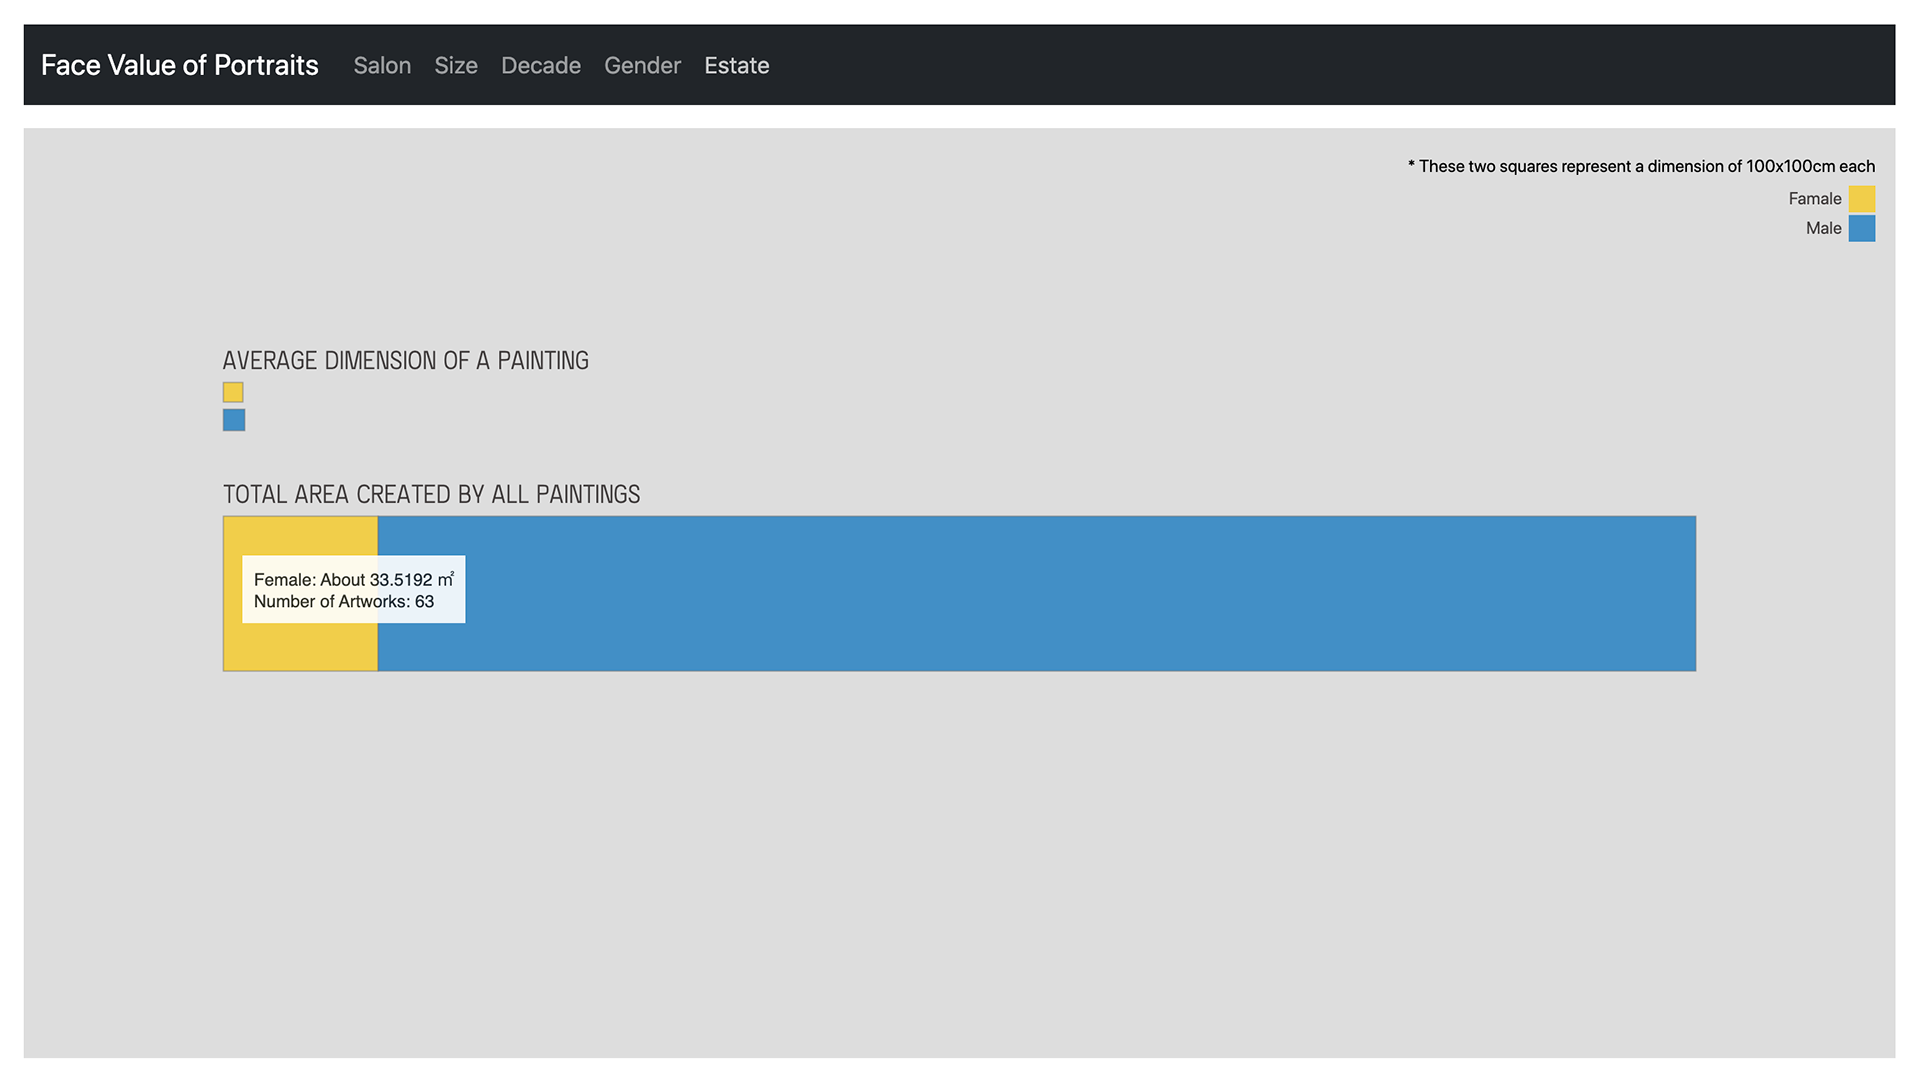 Face Value of Portraits Salon Size Decade Gender Estate
* These two squares represent a dimension of 100x100cm each
Famale
Male
AVERAGE DIMENSION OF A PAINTING
TOTAL AREA CREATED BY ALL PAINTINGS
Female: About 33.5192 ㎡
Number of Artworks: 63